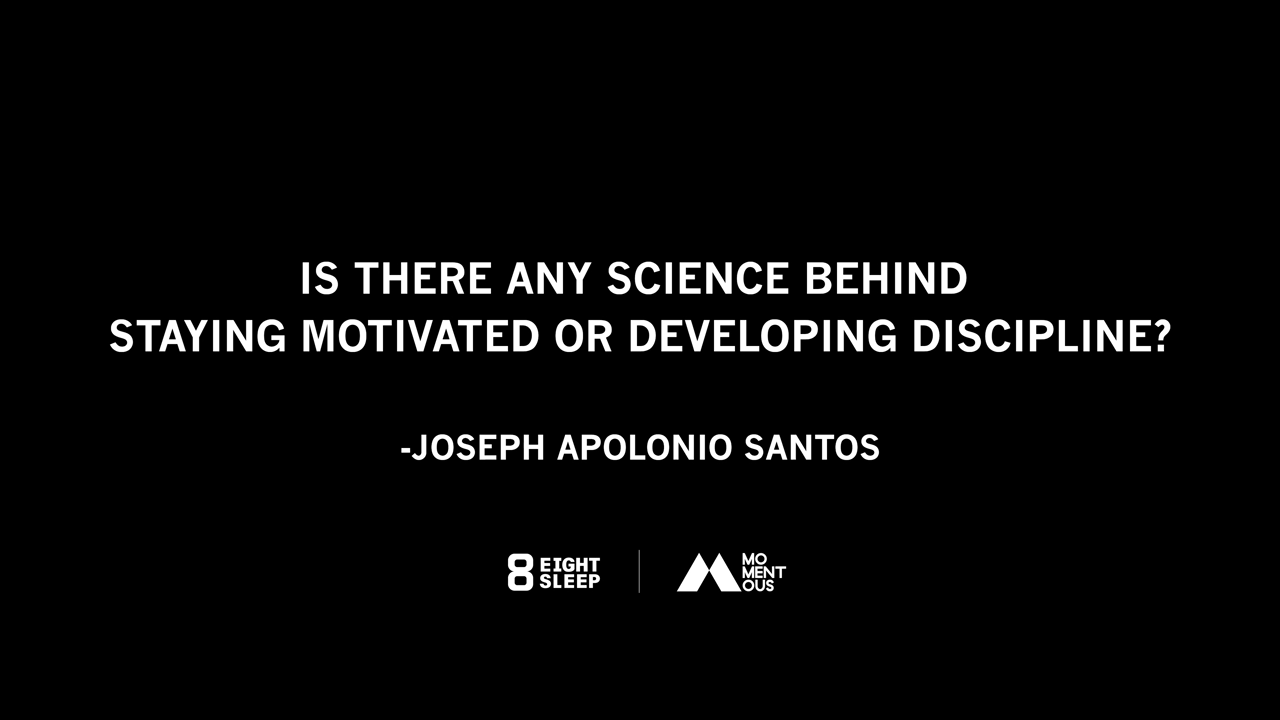 IS THERE ANY SCIENCE BEHIND
STAYING MOTIVATED OR DEVELOPING DISCIPLINE?
-JOSEPH APOLONIO SANTOS
8 EIGHT
SLEEP
MO
MENT
OUS